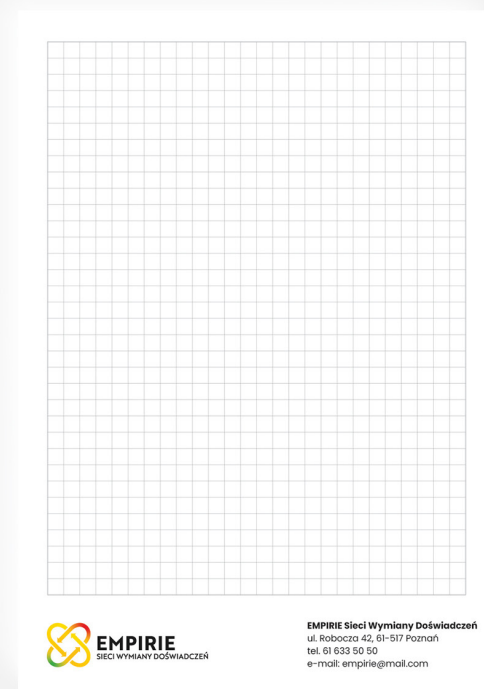 EMPIRIE
SIECI WYMIANY DOŚWIADCZEŃ
EMPIRIE Sieci Wymiany Doświadczeń
ul. Robocza 42, 61-517 Poznań
tel. 61 633 50 50
e-mail: empirie@mail.com